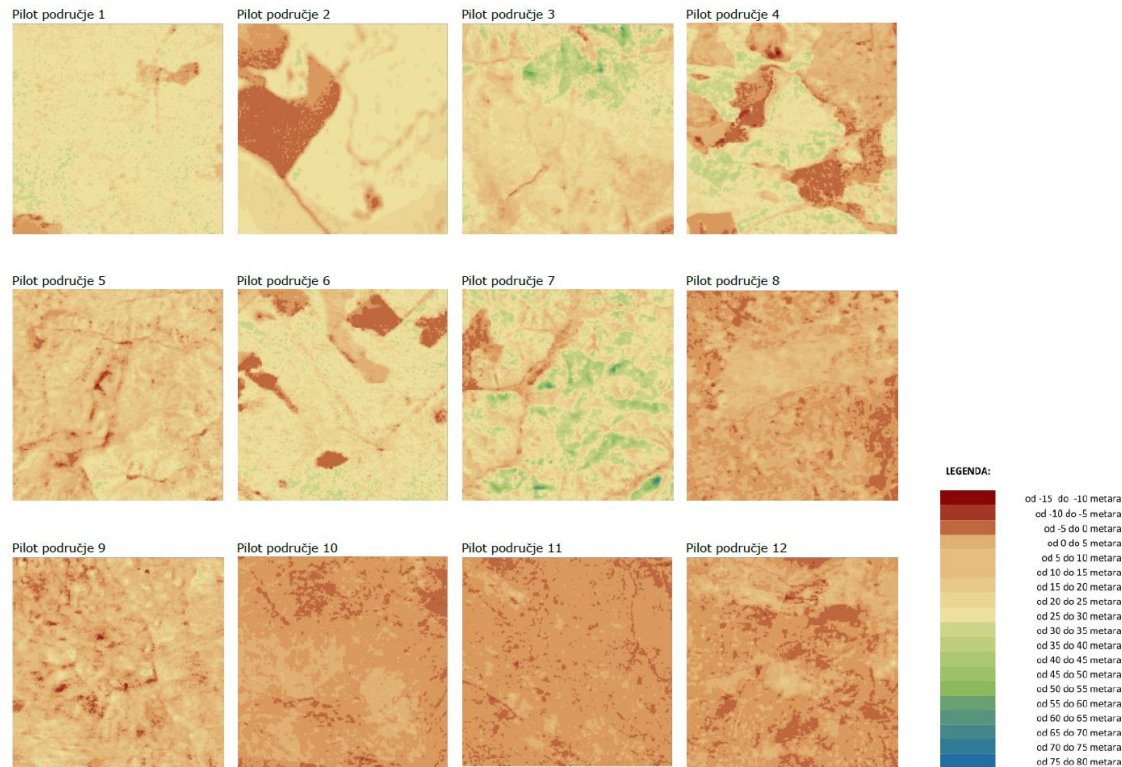 Pilot područje 1
Pilot područje 2
Pilot područje 3
Pilot područje 4
Pilot područje 5
Pilot područje 6
Pilot područje 7
Pilot područje 8
Pilot područje 9
Pilot područje 10
Pilot područje 11
Pilot područje 12
LEGENDA:
od -15 do -10 metara
od -10 do -5 metara
od -5 do 0 metara
od 0 do 5 metara
od 5 do 10 metara
od 10 do 15 metara
od 15 do 20 metara
od 20 do 25 metara
od 25 do 30 metara
od 30 do 35 metara
od 35 do 40 metara
od 40 do 45 metara
od 45 do 50 metara
od 50 do 55 metara
od 55 do 60 metara
od 60 do 65 metara
od 65 do 70 metara
od 70 do 75 metara
od 75 do 80 metara